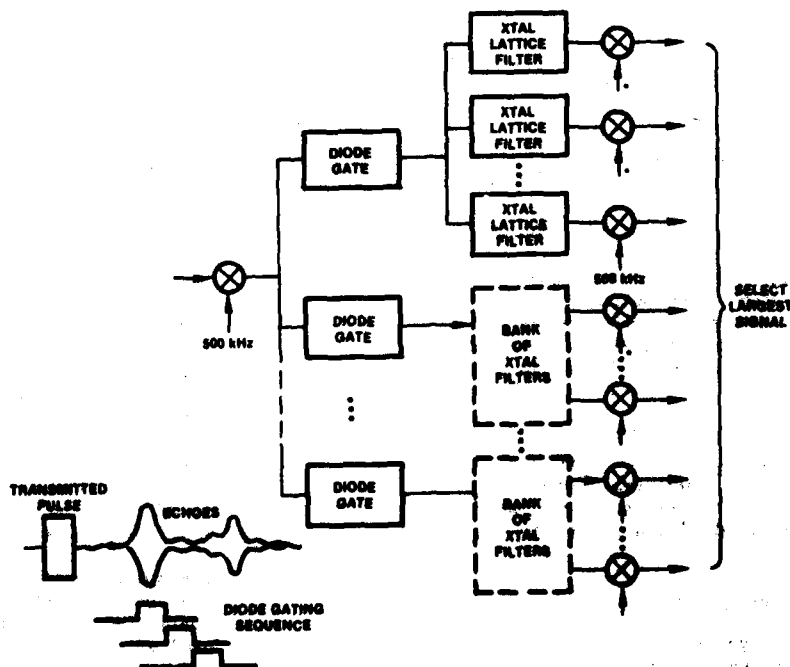 XTAL
LATTICE
FILTER
XTAL
LATTICE
FILTER
DIODE
GATE
XTAL
LATTICE
FILTER
500 kHz
500 kHz
DIODE
GATE
BANK
OF
XTAL
FILTERS
SELECT
LARGEST
SIGNAL
DIODE
GATE
BANK
OF
XTAL
FILTERS
TRANSMITTED
PULSE
ECHOES
DIODE GATING
SEQUENCE